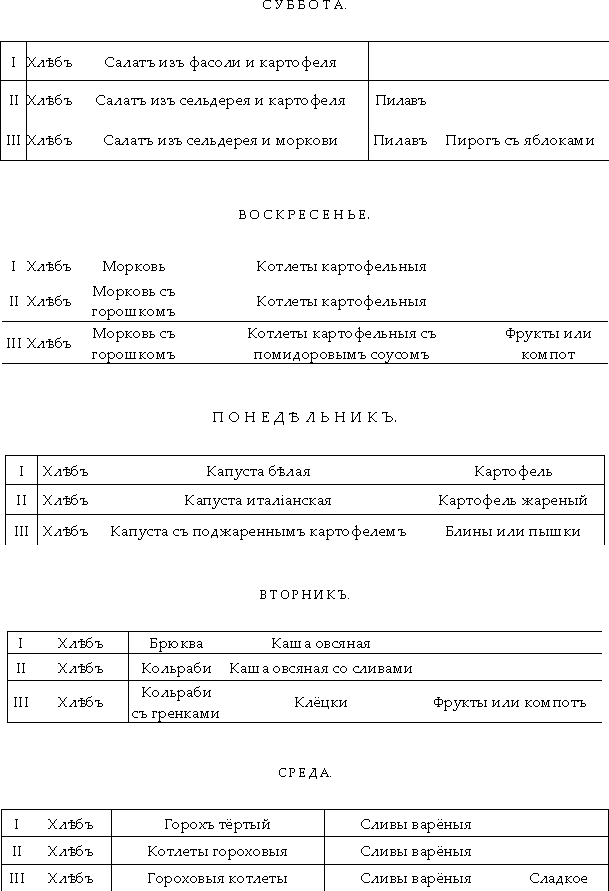 СУББОТА.
I Хлѣбъ Салатъ изъ фасоли и картофеля
II Хлѣбъ Салатъ изъ сельдерея и картофеля Пилавъ
III Хлѣбъ Салатъ изъ сельдерея и моркови Пилавъ Пирогъ съ яблоками
ВОСКРЕСЕНЬЕ.
I Хлѣбъ Морковь Котлеты картофельныя
II Хлѣбъ Морковь съ горошкомъ Котлеты картофельныя
III Хлѣбъ Морковь съ горошкомъ Котлеты картофельныя съ помидоровымъ соусомъ Фрукты или компот
ПОНЕДѢЛЬНИКЪ.
I Хлѣбъ Капуста бѣлая Картофель
II Хлѣбъ Капуста италіанская Картофель жареный
III Хлѣбъ Капуста съ поджареннымъ картофелемъ Блины или пышки
ВТОРНИКЪ.
I Хлѣбъ Брюква Каша овсяная
II Хлѣбъ Кольраби Каша овсяная со сливами
III Хлѣбъ Кольраби съ гренками Клёцки Фрукты или компотъ
СРЕДА.
I Хлѣбъ Горохъ тёртый Сливы варёныя
II Хлѣбъ Котлеты гороховыя Сливы варёныя
III Хлѣбъ Гороховыя котлеты Сливы варёныя Сладкое